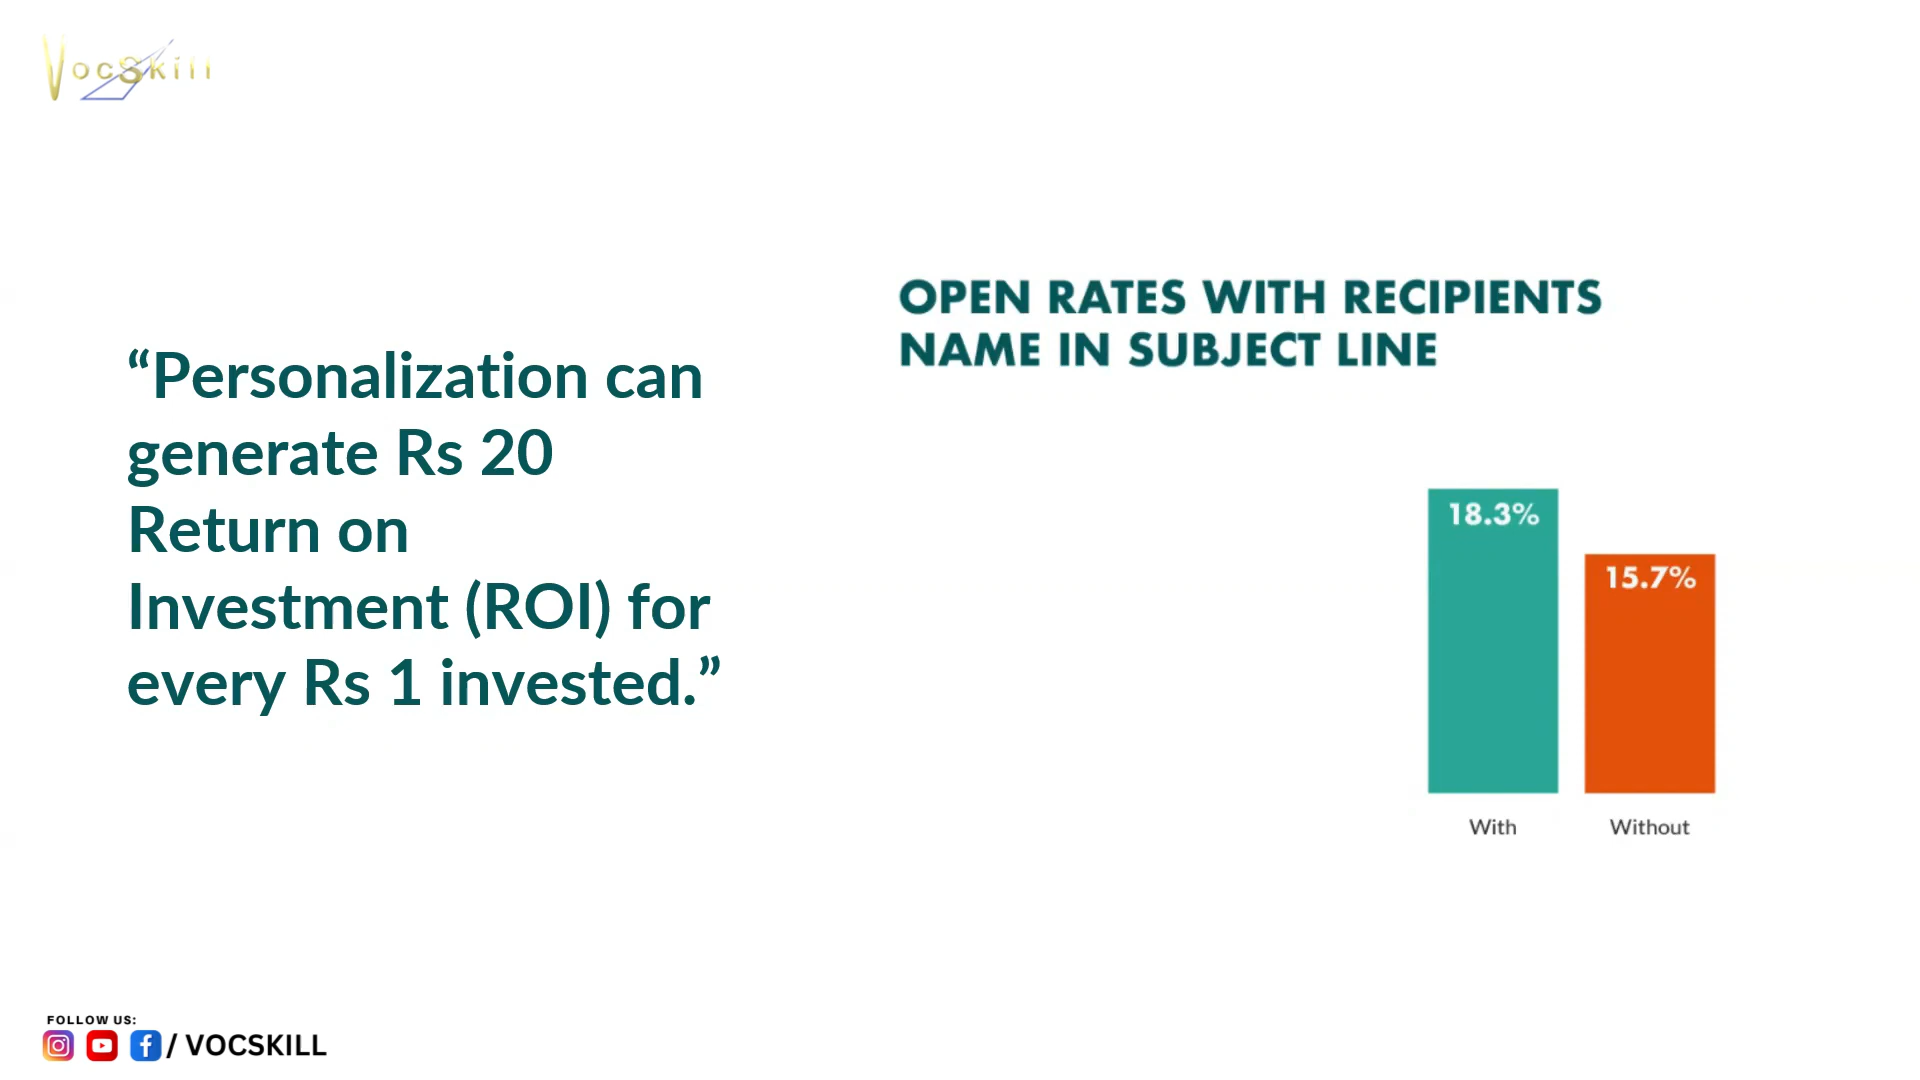 VocSkill
“Personalization can
generate Rs 20
Return on
Investment (ROI) for
every Rs 1 invested.”
OPEN RATES WITH RECIPIENTS
NAME IN SUBJECT LINE
18.3%
15.7%
With
Without
FOLLOW US:
/ VOCSKILL